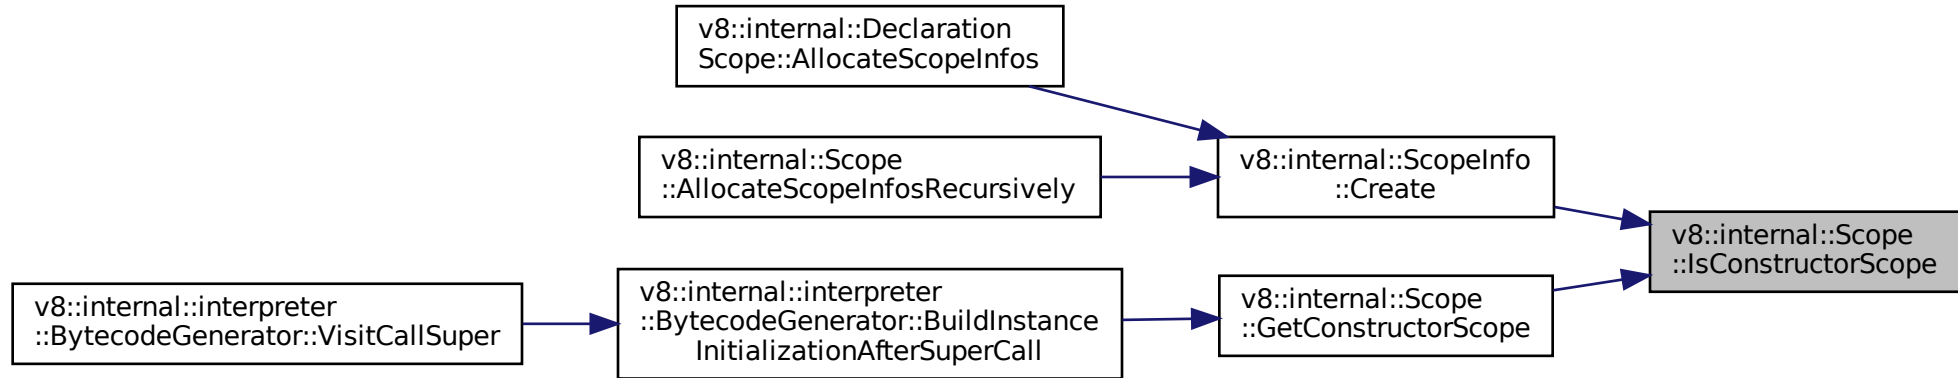 v8::internal::Declaration
Scope::AllocateScopeInfos
v8::internal::Scope
::AllocateScopeInfosRecursively
v8::internal::ScopeInfo
::Create
v8::internal::Scope
::IsConstructorScope
v8::internal::interpreter
::BytecodeGenerator::VisitCallSuper
v8::internal::interpreter
::BytecodeGenerator::BuildInstance
InitializationAfterSuperCall
v8::internal::Scope
::GetConstructorScope